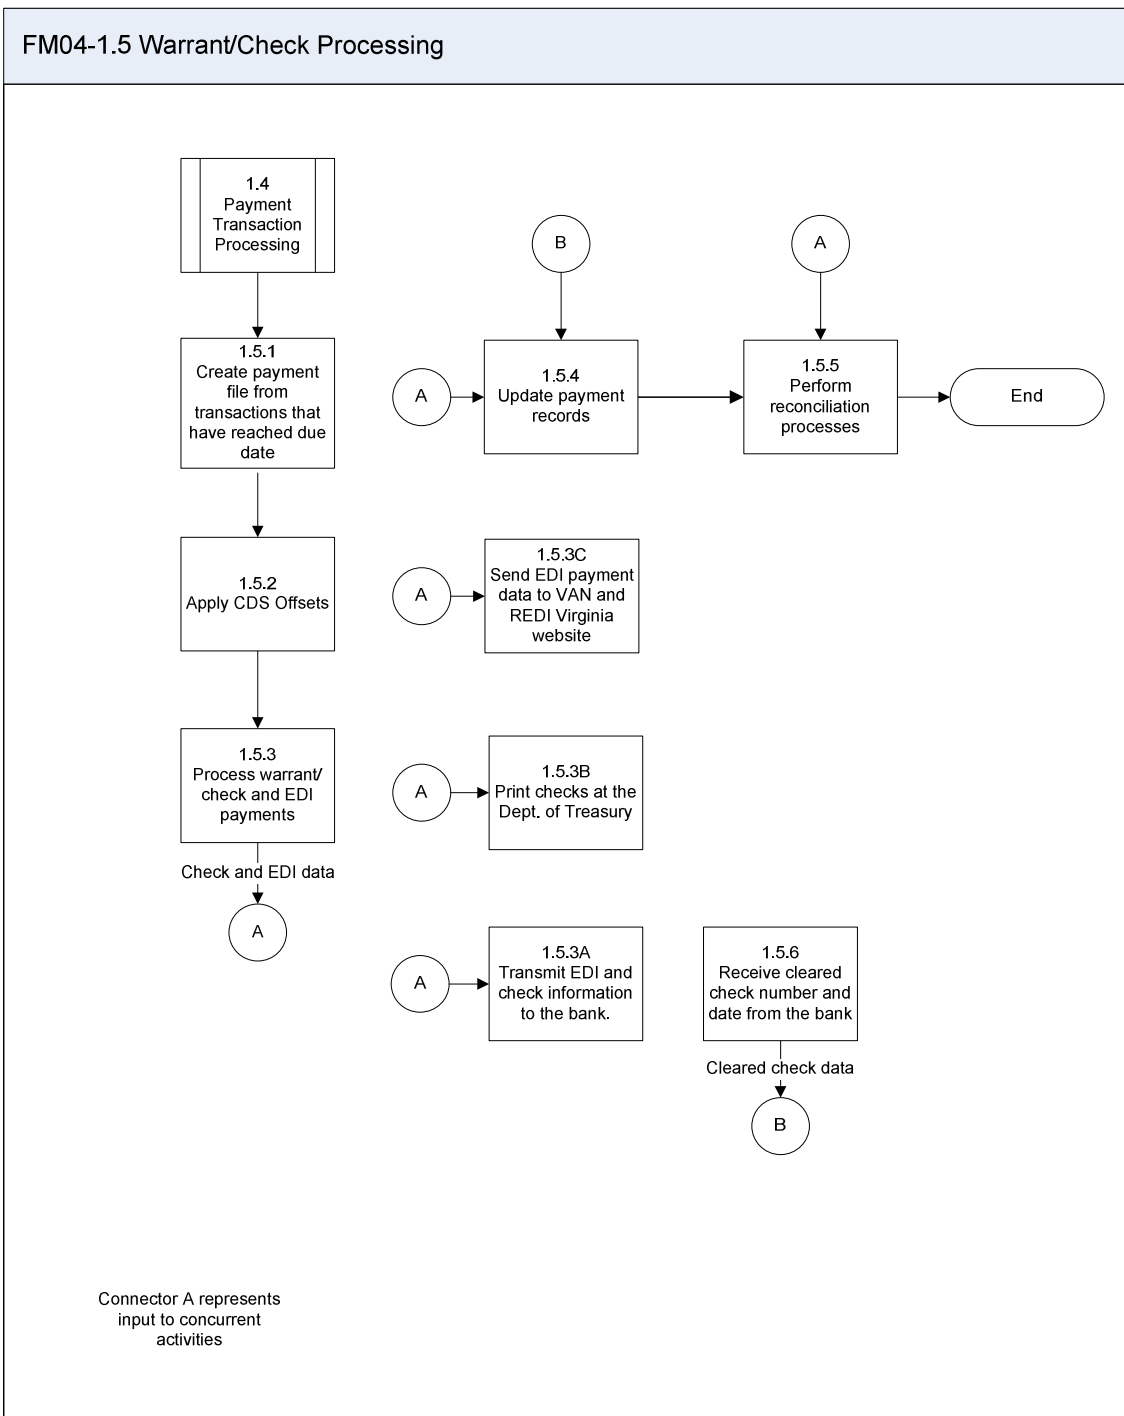 FM04-1.5 Warrant/Check Processing
1.4
Payment
Transaction
Processing
1.5.1
Create payment
file from
transactions that
have reached due
date
1.5.2
Apply CDS Offsets
1.5.3
Process warrant/
check and EDI
payments
Check and EDI data
A
B
A
A
1.5.4
Update payment
records
1.5.5
Perform
reconciliation
processes
End
A
1.5.3C
Send EDI payment
data to VAN and
REDI Virginia
website
A
1.5.3B
Print checks at the
Dept. of Treasury
A
1.5.3A
Transmit EDI and
check information
to the bank.
1.5.6
Receive cleared
check number and
date from the bank
Cleared check data
B
Connector A represents
input to concurrent
activities